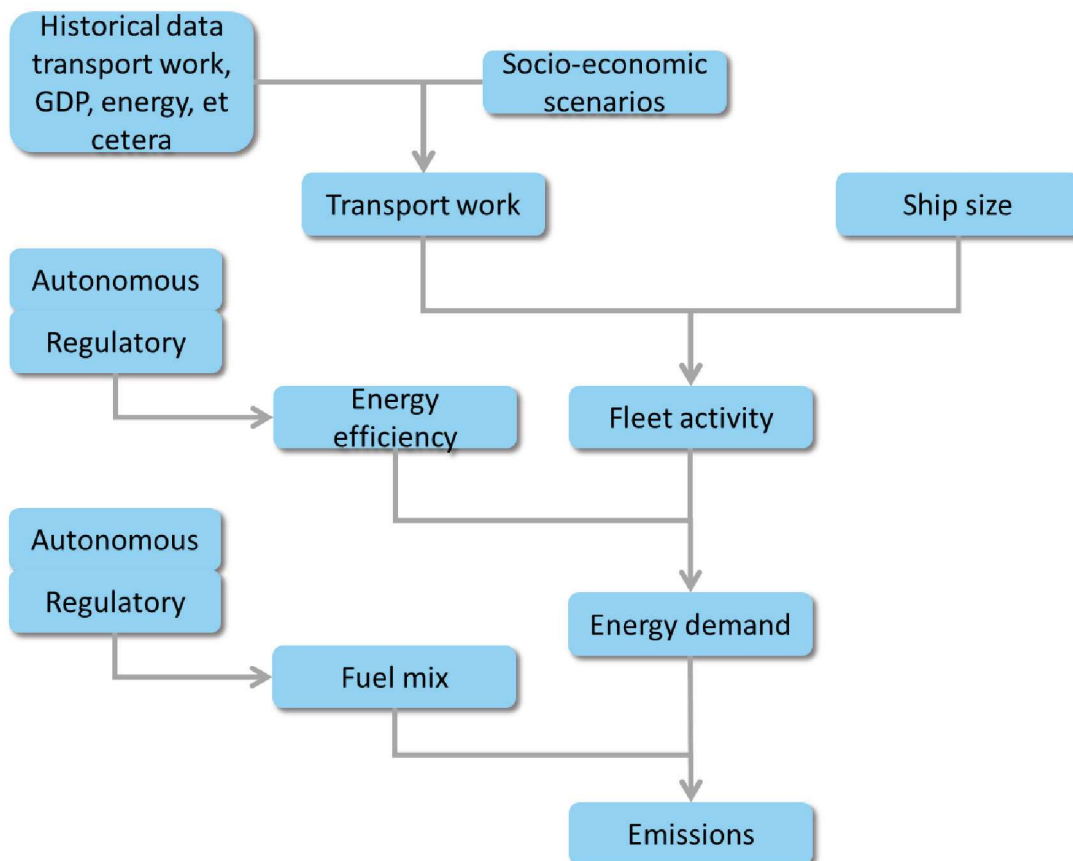 Historical data
transport work,
GDP, energy, et
cetera
Socio-economic
scenarios
Transport work
Ship size
Autonomous
Regulatory
Energy
efficiency
Fleet activity
Autonomous
Regulatory
Energy demand
Fuel mix
Emissions